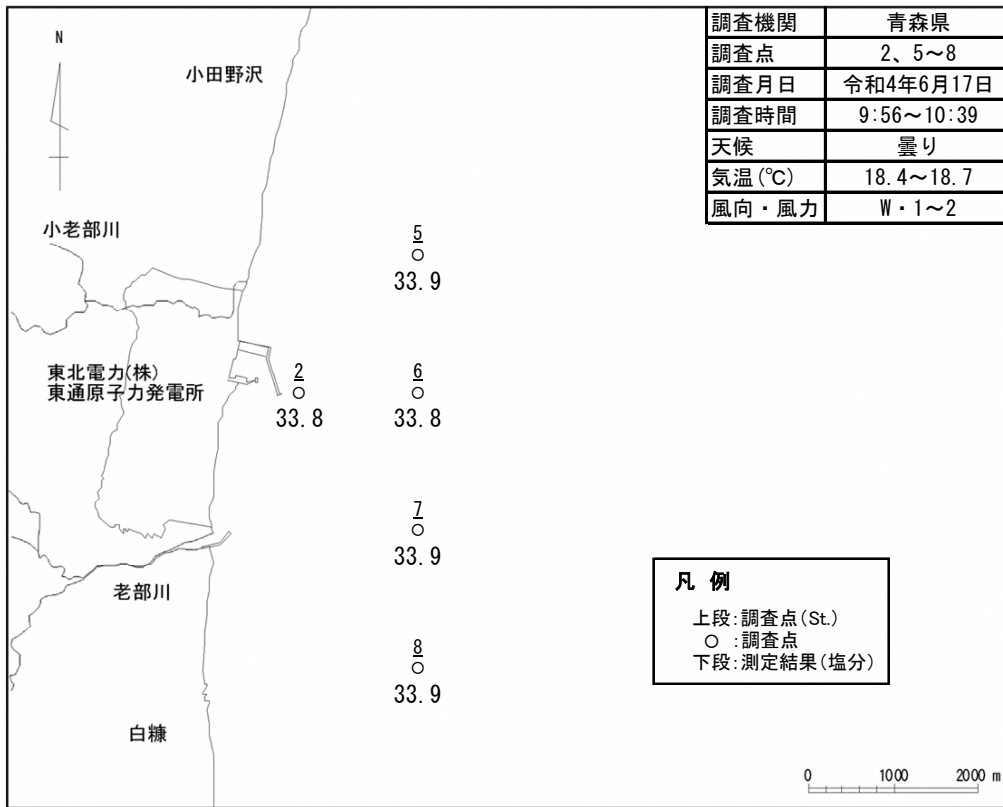 調査機関 青森県
調査点 2、5～8
調査月日 令和4年6月17日
調査時間 9:56～10:39
天候 曇り
気温(℃) 18.4～18.7
風向・風力 W・1～2
N
小田野沢
小老部川
5
33.9
東北電力(株)
東通原子力発電所
2
33.8
6
33.8
7
33.9
老部川
8
33.9
白糠
凡 例
上段:調査点(St.)
○ :調査点
下段:測定結果(塩分)
0 1000 2000 m